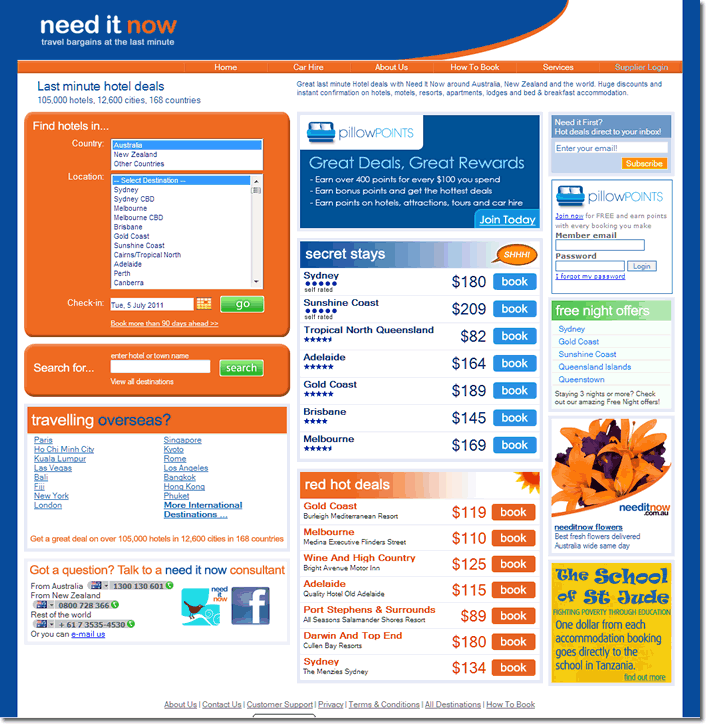 need it now
travel bargains at the last minute
Home
Car Hire
About Us
How To Book
Services
Supplier Login
Last minute hotel deals
105,000 hotels, 12,600 cities, 168 countries
Great last minute Hotel deals with Need It Now around Australia, New Zealand and the world. Huge discounts and
instant confirmation on hotels, motels, resorts, apartments, lodges and bed & breakfast accommodation.
Find hotels in...
Country:
Australia
New Zealand
Other Countries
Location:
-- Select Destination --
Sydney
Sydney CBD
Melbourne
Melbourne CBD
Brisbane
Gold Coast
Sunshine Coast
Cairns/Tropical North
Adelaide
Perth
Canberra
Check-in:
Tue, 5 July 2011
go
Book more than 90 days ahead >>
Search for...
enter hotel or town name
search
View all destinations
travelling overseas?
Paris
Ho Chi Minh City
Kuala Lumpur
Las Vegas
Bali
Fiji
New York
London
Singapore
Kyoto
Rome
Los Angeles
Bangkok
Hong Kong
Phuket
More International
Destinations ...
Get a great deal on over 105,000 hotels in 12,600 cities in 168 countries
Got a question? Talk to a need it now consultant
From Australia 1300 130 601
From New Zealand
0800 728 366
Rest of the world
+ 61 7 3535-4530
Or you can e-mail us
need
it
now
f
pillowPOINTS
Great Deals, Great Rewards
- Earn over 400 points for every $100 you spend
- Earn bonus points and get the hottest deals
- Earn points on hotels, attractions, tours and car hire
Join Today
secret stays
SHHH!
Sydney
self rated
$180 book
Sunshine Coast
self rated
$209 book
Tropical North Queensland
$82 book
Adelaide
$164 book
Gold Coast
$189 book
Brisbane
$145 book
Melbourne
$169 book
red hot deals
Gold Coast
Burleigh Mediterranean Resort
$119 book
Melbourne
Medina Executive Flinders Street
$110 book
Wine And High Country
Bright Avenue Motor Inn
$125 book
Adelaide
Quality Hotel Old Adelaide
$115 book
Port Stephens & Surrounds
All Seasons Salamander Shores Resort
$89 book
Darwin And Top End
Cullen Bay Resorts
$180 book
Sydney
The Menzies Sydney
$134 book
Need it First?
Hot deals direct to your inbox!
Enter your email!
Subscribe
pillowPOINTS
Join now for FREE and earn points
with every booking you make
Member email
Password
Login
I forgot my password
free night offers
Sydney
Gold Coast
Sunshine Coast
Queensland Islands
Queenstown
Staying 3 nights or more? Check
out our amazing Free Night offers!
needitnow
.com.au
needitnow flowers
Best fresh flowers delivered
Australia wide same day
The School
of St Jude
FIGHTING POVERTY THROUGH EDUCATION
One dollar from each
accommodation booking
goes directly to the
school in Tanzania.
find out more
About Us | Contact Us | Customer Support | Privacy | Terms & Conditions | All Destinations | How To Book